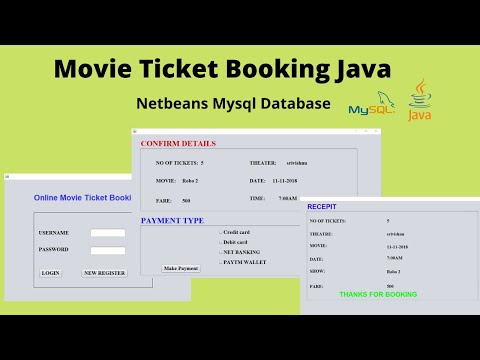 Movie Ticket Booking Java
Netbeans Mysql Database
MySQL
Java
CONFIRM DETAILS
NO OF TICKETS: 5 THEATER: srivishnu
MOVIE: Robo 2 DATE: 11-11-2018
FARE: 500 TIME: 7:00AM
PAYMENT TYPE
Credit card
Debit card
NET BANKING
PAYTM WALLET
Make Payment
Online Movie Ticket Booki
USERNAME
PASSWORD
LOGIN NEW REGISTER
RECEPIT
NO OF TICKETS: 5
THEATRE: srivishnu
MOVIE: 11-11-2018
DATE: 7:00AM
SHOW: Robo 2
FARE: 500
THANKS FOR BOOKING